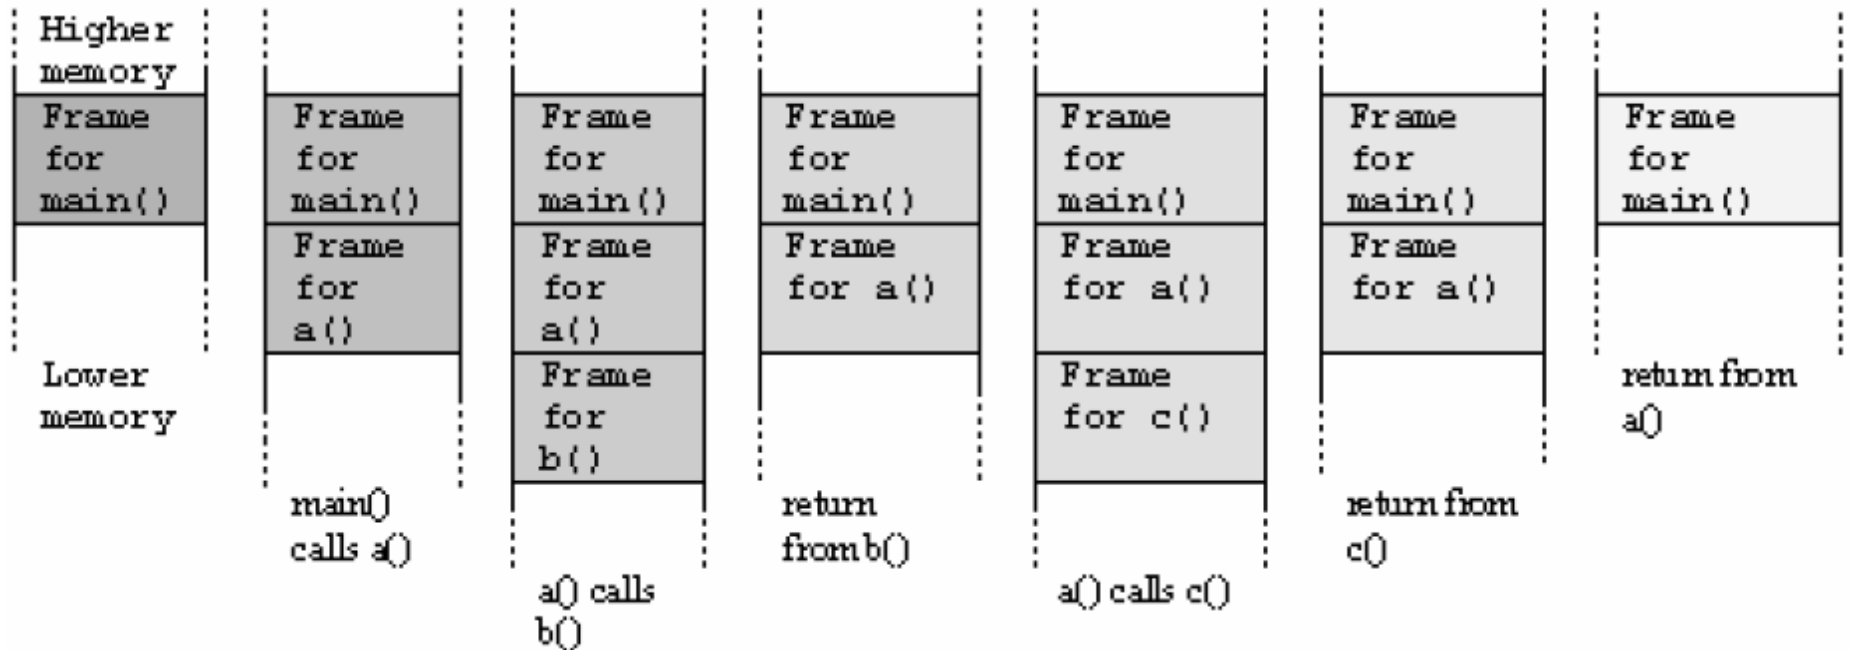 Higher
memory
Frame
for
main()
Lower
memory
Frame
for
main()
Frame
for
a()
main()
calls a()
Frame
for
main()
Frame
for
a()
Frame
for
b()
a() calls
b()
Frame
for
main()
Frame
for a()
return
from b()
Frame
for
main()
Frame
for a()
Frame
for c()
a() calls c()
Frame
for
main()
Frame
for a()
return from
c()
Frame
for
main()
return from
a()